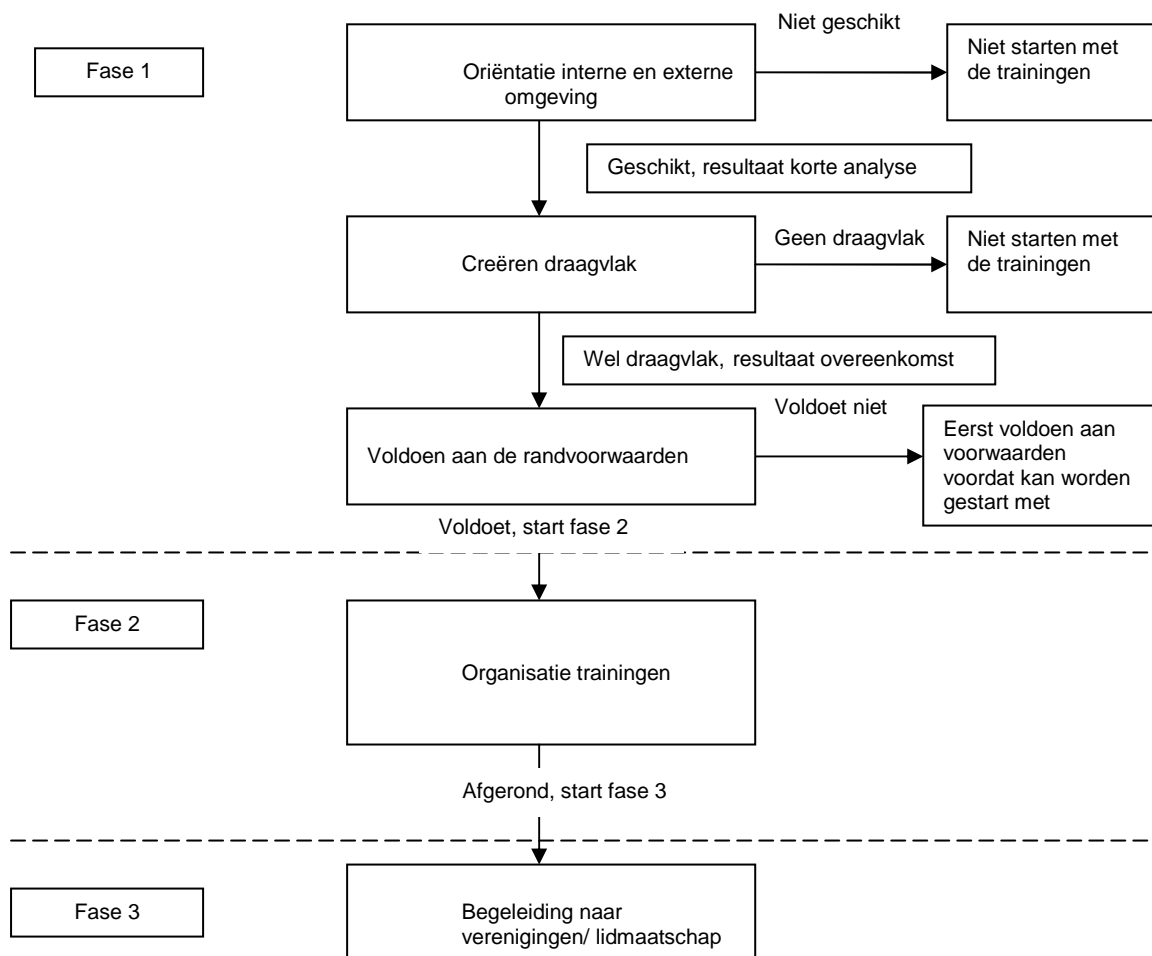 Niet geschikt
Fase 1
Oriëntatie interne en externe
omgeving
Niet starten met
de trainingen
Geschikt, resultaat korte analyse
Creëren draagvlak
Geen draagvlak
Niet starten met
de trainingen
Wel draagvlak, resultaat overeenkomst
Voldoen aan de randvoorwaarden
Voldoet niet
Eerst voldoen aan
voorwaarden
voordat kan worden
gestart met
Voldoet, start fase 2
Fase 2
Organisatie trainingen
Afgerond, start fase 3
Fase 3
Begeleiding naar
verenigingen/ lidmaatschap